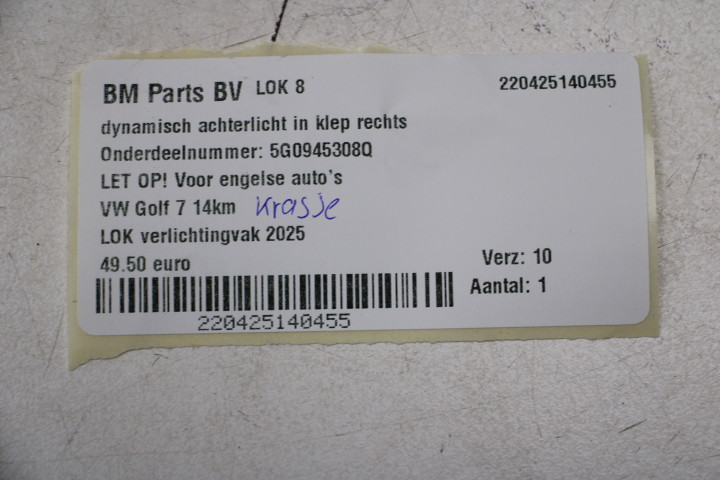 BM Parts BV LOK 8 220425140455
dynamisch achterlicht in klep rechts
Onderdeelnummer: 5G0945308Q
LET OP! Voor engelse auto's
VW Golf 7 14km krasje
LOK verlichtingvak 2025
49.50 euro Verz: 10
Aantal: 1
220425140455